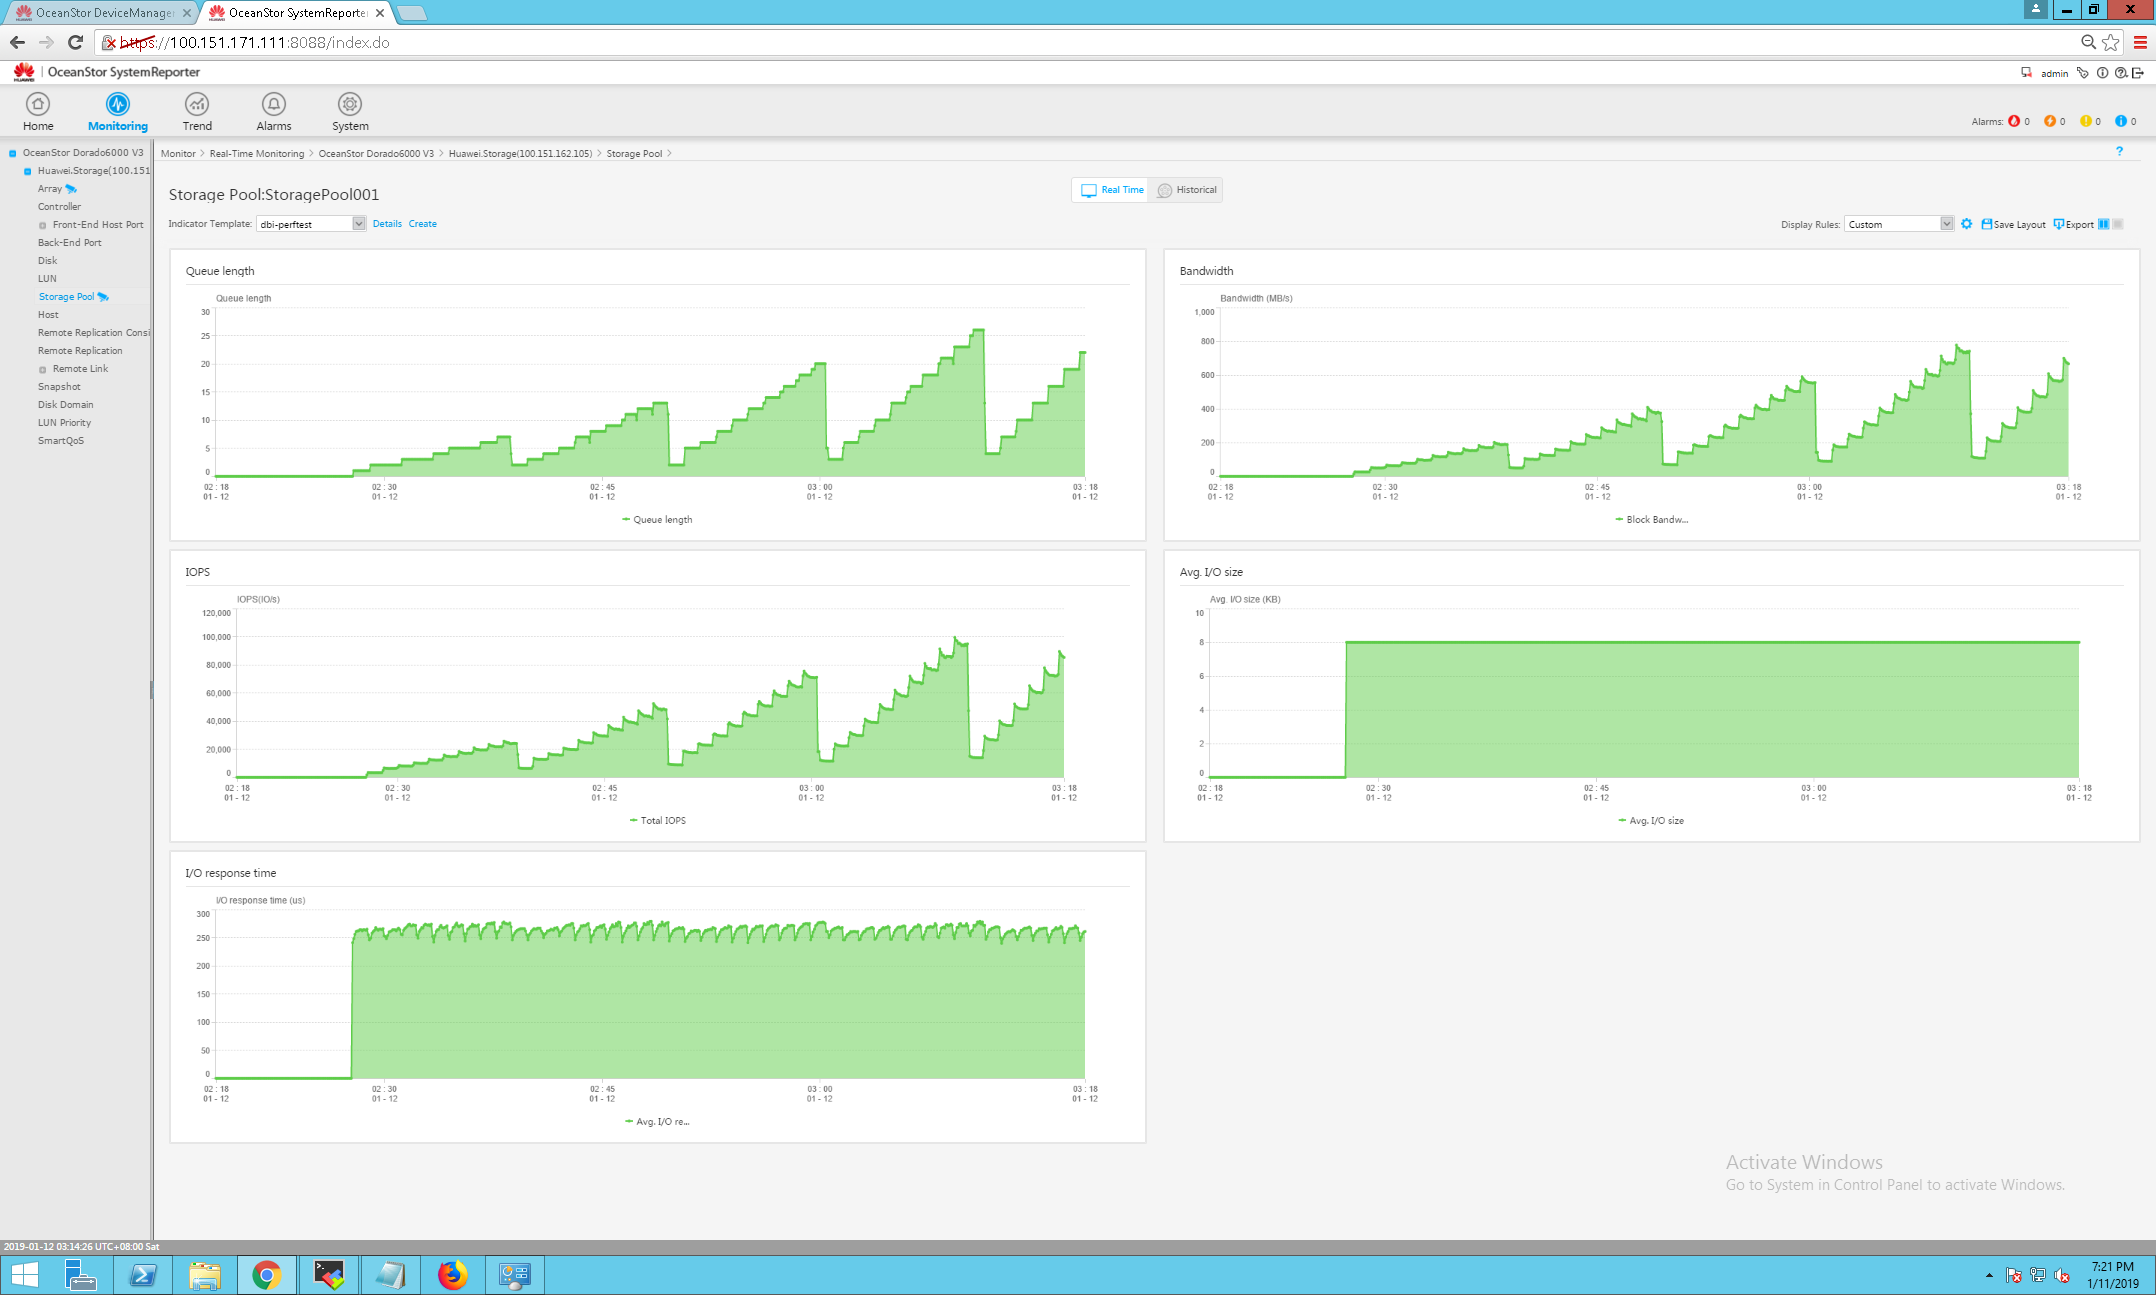 OceanStor DeviceManager
OceanStor SystemReporter
https://100.151.171.111:8088/index.do
HUAWEI
OceanStor SystemReporter
admin
Home
Monitoring
Trend
Alarms
System
Alarms: 0 0 0 0
OceanStor Dorado6000 V3
Huawei.Storage(100.151
Array
Controller
Front-End Host Port
Back-End Port
Disk
LUN
Storage Pool
Host
Remote Replication Consi
Remote Replication
Remote Link
Snapshot
Disk Domain
LUN Priority
SmartQoS
Monitor > Real-Time Monitoring > OceanStor Dorado6000 V3 > Huawei.Storage(100.151.162.105) > Storage Pool >
?
Storage Pool:StoragePool001
Real Time
Historical
Indicator Template: dbi-perftest Details Create
Display Rules: Custom Save Layout Export
Queue length
Queue length
30
25
20
15
10
5
0
02 : 18 02 : 30 02 : 45 03 : 00 03 : 18
01 - 12 01 - 12 01 - 12 01 - 12 01 - 12
Queue length
Bandwidth
Bandwidth (MB/s)
1,000
800
600
400
200
0
02 : 18 02 : 30 02 : 45 03 : 00 03 : 18
01 - 12 01 - 12 01 - 12 01 - 12 01 - 12
Block Bandw...
IOPS
IOPS(IO/s)
120,000
100,000
80,000
60,000
40,000
20,000
0
02 : 18 02 : 30 02 : 45 03 : 00 03 : 18
01 - 12 01 - 12 01 - 12 01 - 12 01 - 12
Total IOPS
Avg. I/O size
Avg. I/O size (KB)
10
8
6
4
2
0
02 : 18 02 : 30 02 : 45 03 : 00 03 : 18
01 - 12 01 - 12 01 - 12 01 - 12 01 - 12
Avg. I/O size
I/O response time
I/O response time (us)
300
250
200
150
100
50
0
02 : 18 02 : 30 02 : 45 03 : 00 03 : 18
01 - 12 01 - 12 01 - 12 01 - 12 01 - 12
Avg. I/O re...
Activate Windows
Go to System in Control Panel to activate Windows.
2019-01-12 03:14:26 UTC+08:00 Sat
7:21 PM
1/11/2019